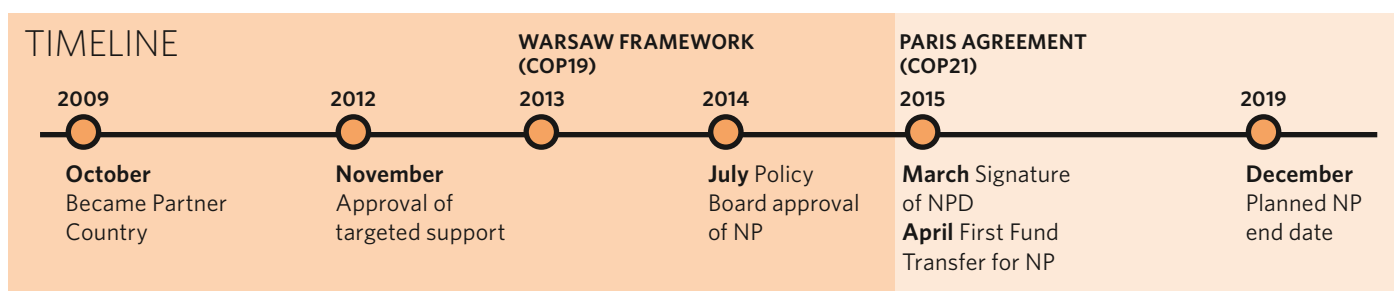 TIMELINE
WARSAW FRAMEWORK
(COP19)
PARIS AGREEMENT
(COP21)
2009
2012
2013
2014
2015
2019
October
Became Partner
Country
November
Approval of
targeted support
July Policy
Board approval
of NP
March Signature
of NPD
April First Fund
Transfer for NP
December
Planned NP
end date